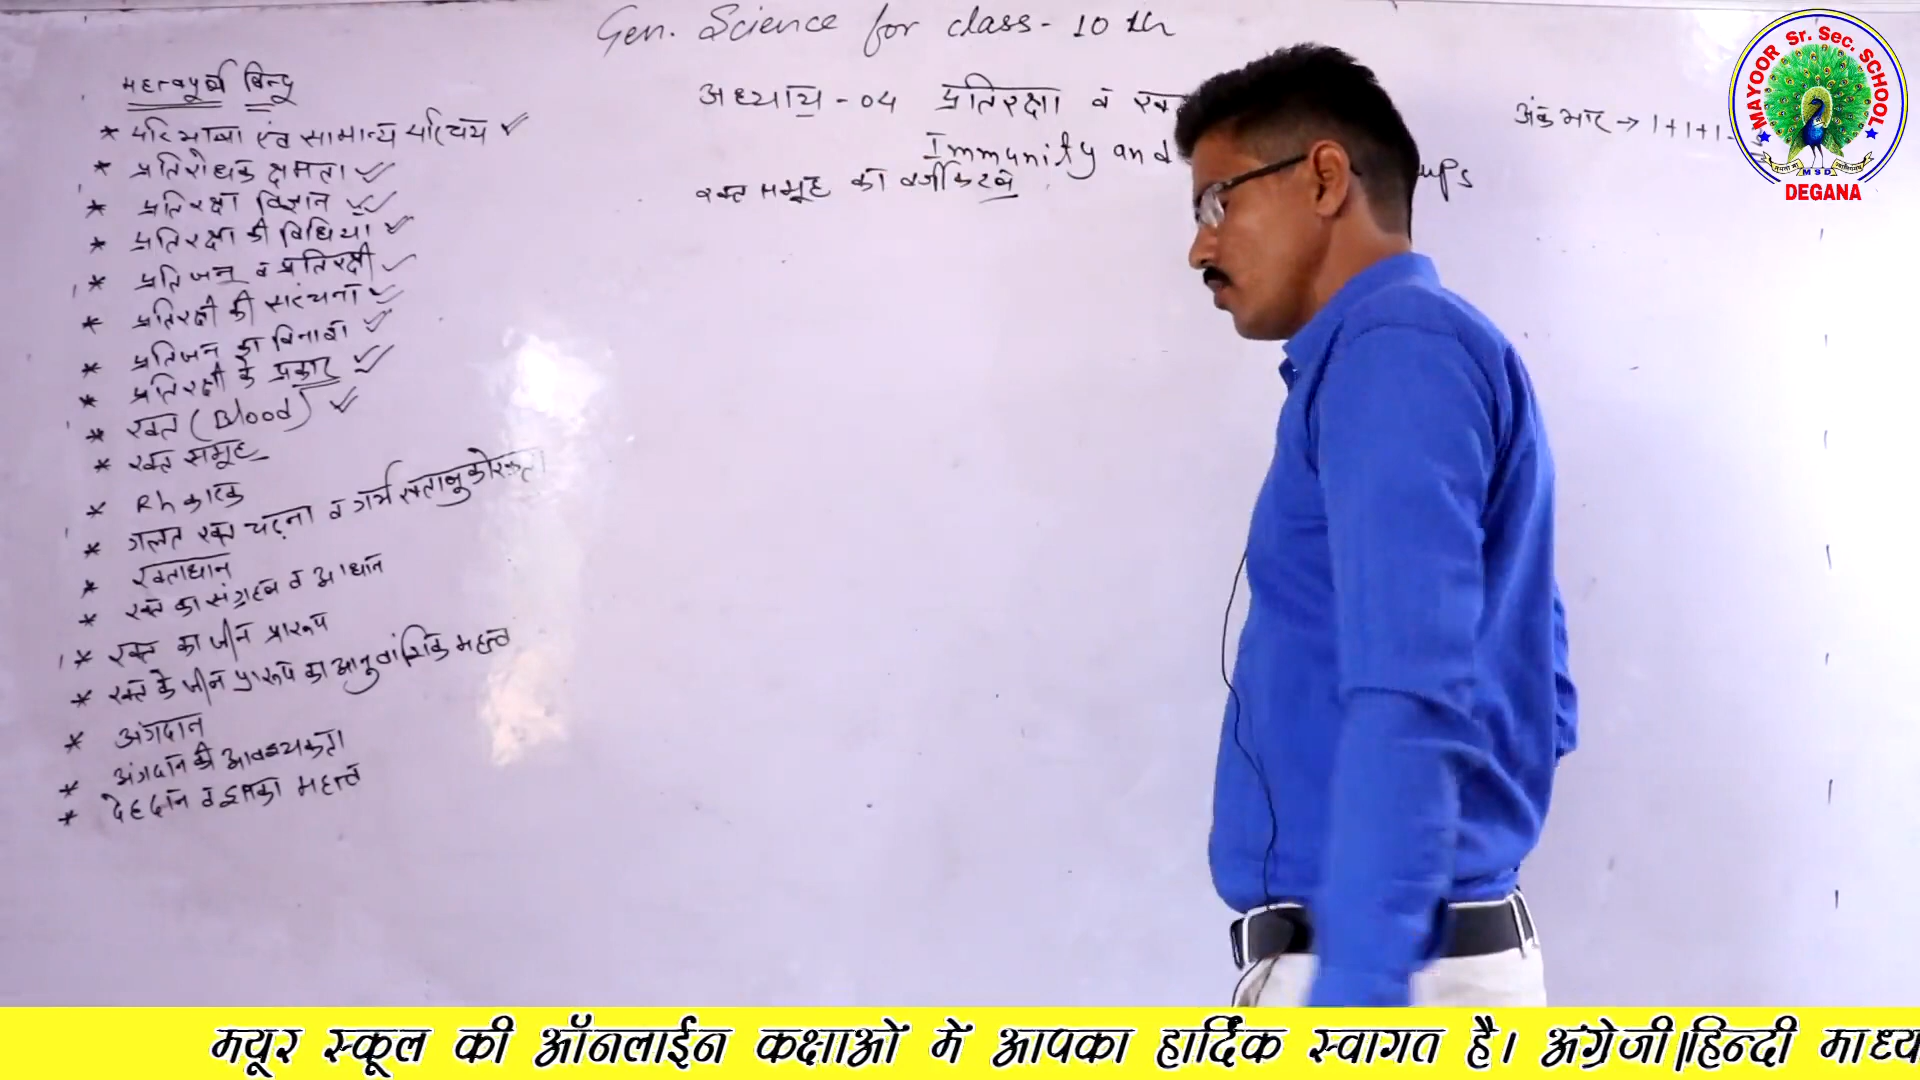 Gen. Science for class - 10 th
महत्वपूर्ण बिन्दु
* परिभाषा एंव सामान्य परिचय ✓
* प्रतिरोधक क्षमता ✓
* प्रतिरक्षा विज्ञान ✓
* प्रतिरक्षा की विधियां ✓
* प्रतिजन व प्रतिरक्षी ✓
* प्रतिरक्षी की सरंचना ✓
* प्रतिजन का विनाश ✓
* प्रतिरक्षी के प्रकार ✓
* रक्त (Blood) ✓
* रक्त समूह
* Rh कारक
* गलत रक्त चढ़ना व गर्भ रक्ताणुकोरकता
* रक्ताधान
* रक्त का संग्रहण व आधान
* रक्त का जीन प्रारूप
* रक्त के जीन प्रारूप का आनुवांशिक महत्व
* अंगदान
* अंगदान की आवश्यकता
* देहदान व इसका महत्त्व
अध्याय - 04 प्रतिरक्षा व रक्त
Immunity and
रक्त समूह का वर्गीकरण
अंक भार → 1+1+1
MAYOOR Sr. Sec. SCHOOL
MSD
DEGANA
मयूर स्कूल की ऑनलाईन कक्षाओं में आपका हार्दिक स्वागत है। अंग्रेजी/हिन्दी माध्य